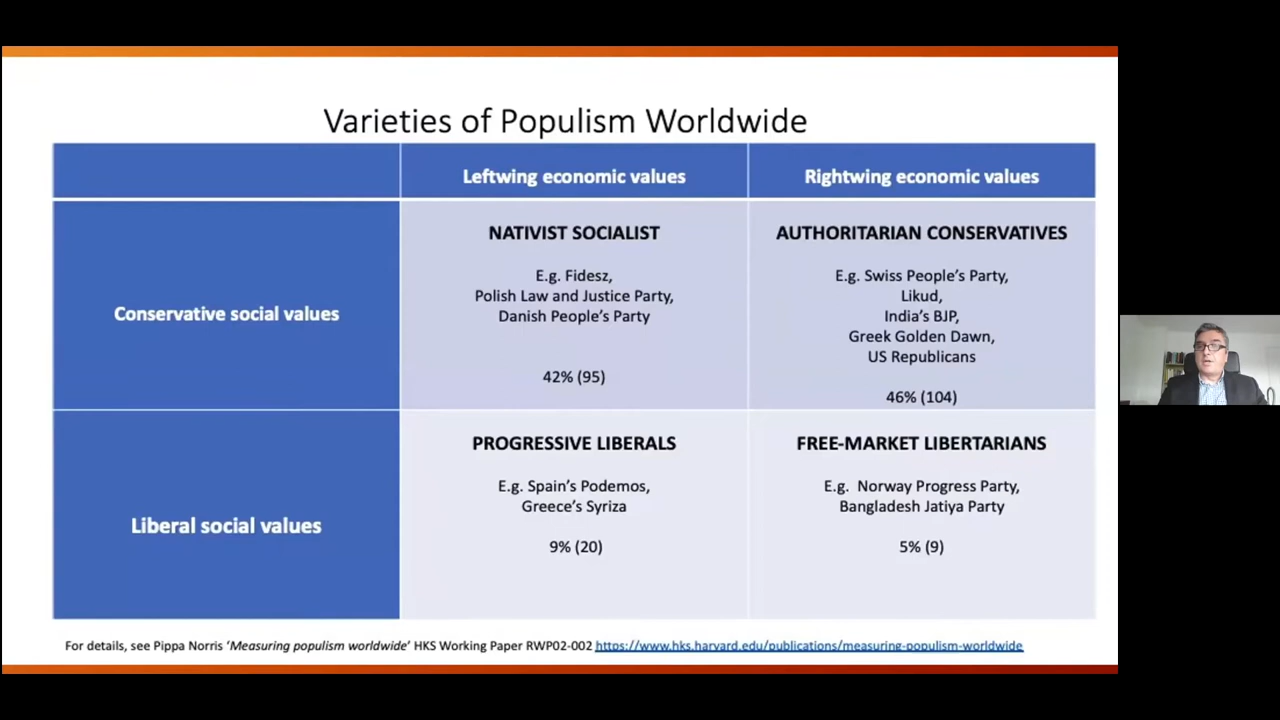 Varieties of Populism Worldwide
Leftwing economic values
Rightwing economic values
Conservative social values
NATIVIST SOCIALIST
E.g. Fidesz,
Polish Law and Justice Party,
Danish People's Party
42% (95)
AUTHORITARIAN CONSERVATIVES
E.g. Swiss People's Party,
Likud,
India's BJP,
Greek Golden Dawn,
US Republicans
46% (104)
Liberal social values
PROGRESSIVE LIBERALS
E.g. Spain's Podemos,
Greece's Syriza
9% (20)
FREE-MARKET LIBERTARIANS
E.g. Norway Progress Party,
Bangladesh Jatiya Party
5% (9)
For details, see Pippa Norris 'Measuring populism worldwide' HKS Working Paper RWP02-002 https://www.hks.harvard.edu/publications/measuring-populism-worldwide